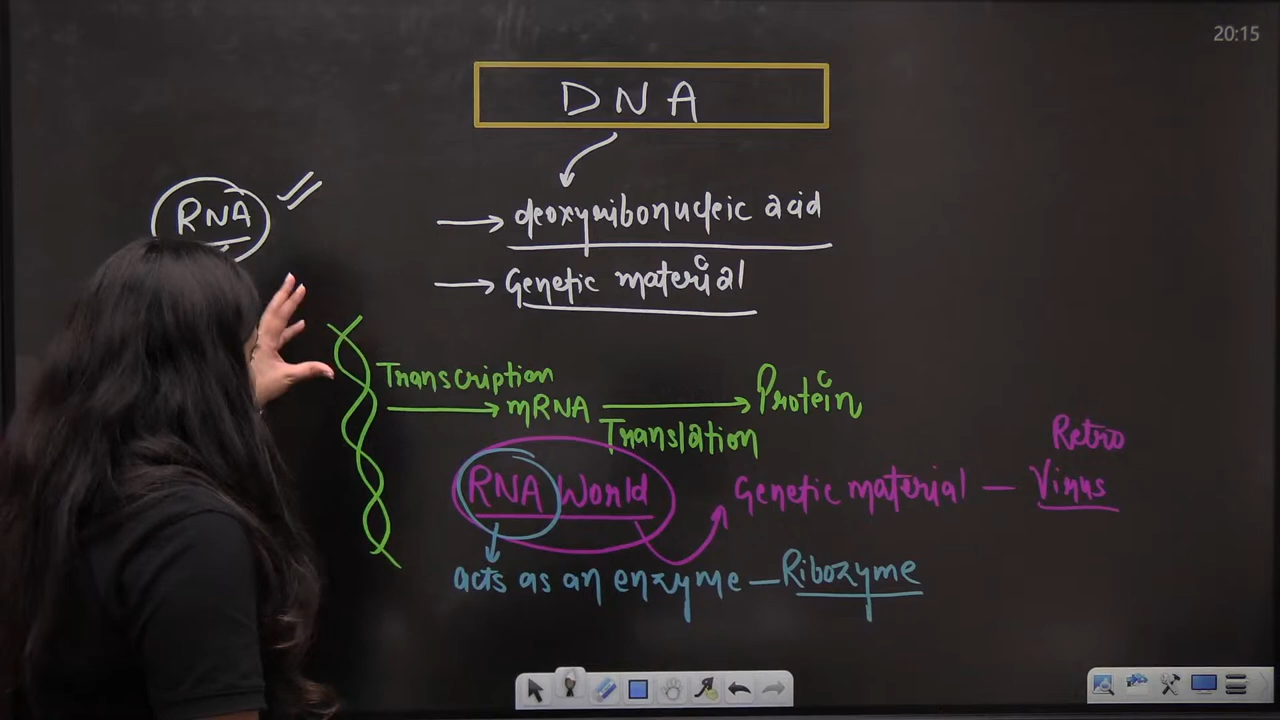 20:15
DNA
RNA
deoxyribonucleic acid
Genetic material
Transcription
mRNA
Protein
Translation
Retro
RNA World
Genetic material — Virus
acts as an enzyme — Ribozyme